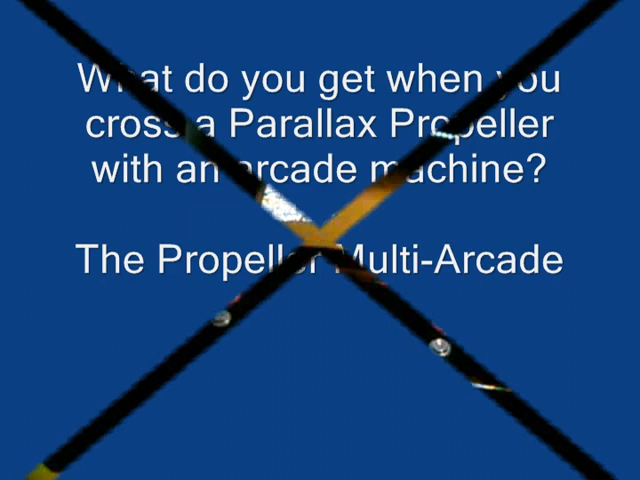 What do you get when you
cross a Parallax Propeller
with an arcade machine?
The Propeller Multi-Arcade